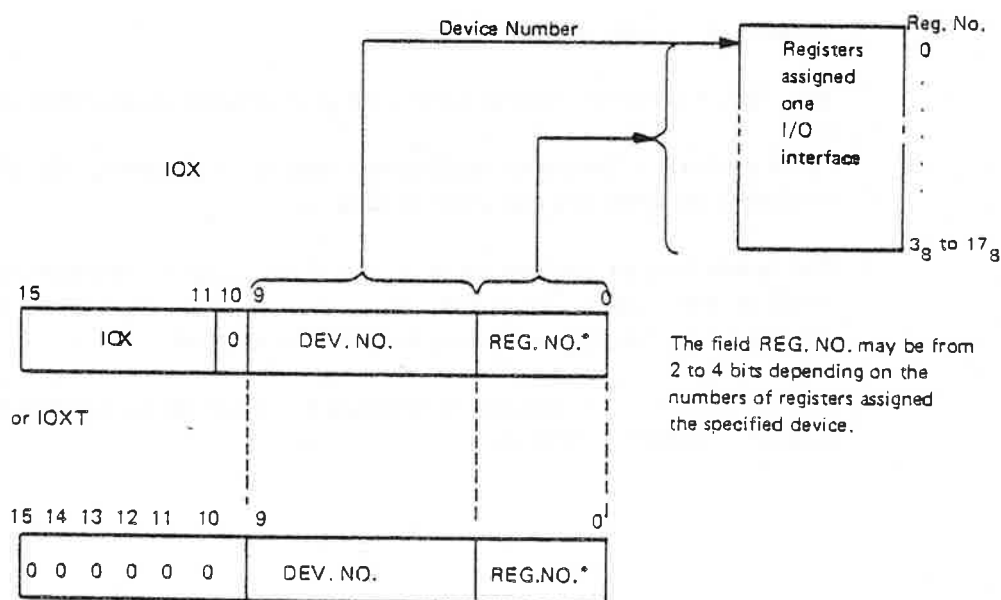 Device Number
Reg. No.
0
Registers
assigned
one
I/O
interface
.
.
.
.
.
3₈ to 17₈
IOX
15 11 10 9 0
IOX 0 DEV. NO. REG. NO.*
The field REG. NO. may be from
2 to 4 bits depending on the
numbers of registers assigned
the specified device.
or IOXT
15 14 13 12 11 10 9 0
0 0 0 0 0 0 DEV. NO. REG.NO.*